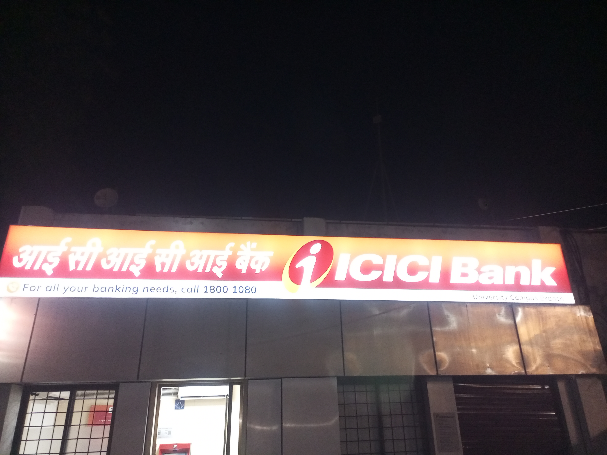 आई सी आई सी आई बैंक i ICICI Bank
For all your banking needs, call 1800 1080